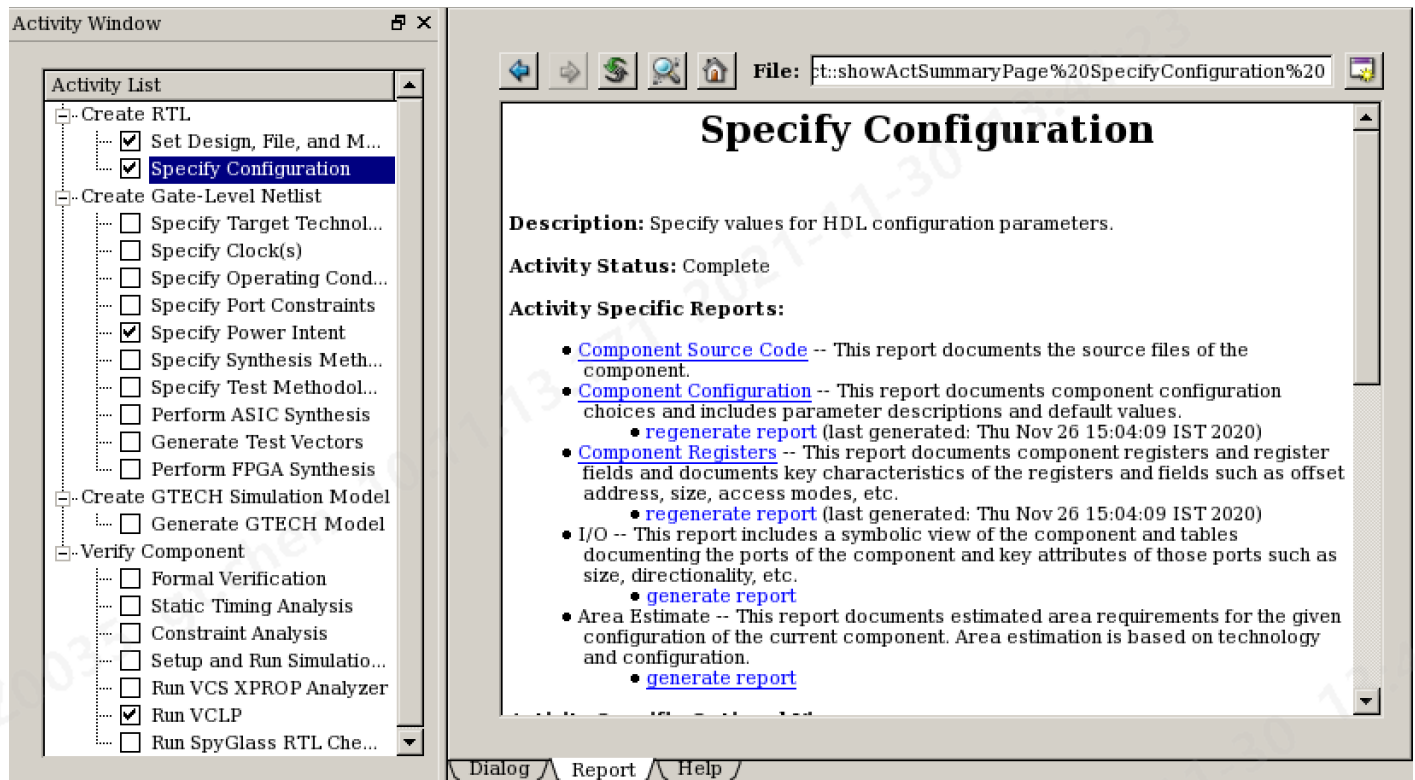 Activity Window
Activity List
Create RTL
Set Design, File, and M...
Specify Configuration
Create Gate-Level Netlist
Specify Target Technol...
Specify Clock(s)
Specify Operating Cond...
Specify Port Constraints
Specify Power Intent
Specify Synthesis Meth...
Specify Test Methodol...
Perform ASIC Synthesis
Generate Test Vectors
Perform FPGA Synthesis
Create GTECH Simulation Model
Generate GTECH Model
Verify Component
Formal Verification
Static Timing Analysis
Constraint Analysis
Setup and Run Simulatio...
Run VCS XPROP Analyzer
Run VCLP
Run SpyGlass RTL Che...
File: ct::showActSummaryPage%20SpecifyConfiguration%20
Specify Configuration
Description: Specify values for HDL configuration parameters.
Activity Status: Complete
Activity Specific Reports:
Component Source Code -- This report documents the source files of the
component.
Component Configuration -- This report documents component configuration
choices and includes parameter descriptions and default values.
regenerate report (last generated: Thu Nov 26 15:04:09 IST 2020)
Component Registers -- This report documents component registers and register
fields and documents key characteristics of the registers and fields such as offset
address, size, access modes, etc.
regenerate report (last generated: Thu Nov 26 15:04:09 IST 2020)
I/O -- This report includes a symbolic view of the component and tables
documenting the ports of the component and key attributes of those ports such as
size, directionality, etc.
generate report
Area Estimate -- This report documents estimated area requirements for the given
configuration of the current component. Area estimation is based on technology
and configuration.
generate report
Dialog
Report
Help